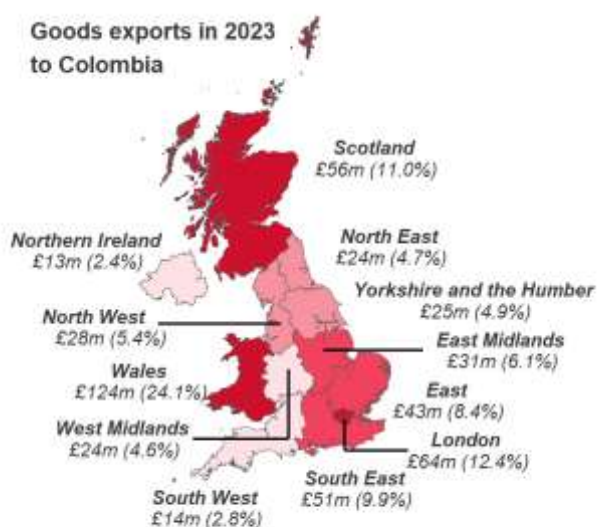 Goods exports in 2023
to Colombia
Scotland
£56m (11.0%)
Northern Ireland
£13m (2.4%)
North East
£24m (4.7%)
Yorkshire and the Humber
£25m (4.9%)
North West
£28m (5.4%)
East Midlands
£31m (6.1%)
Wales
£124m (24.1%)
East
£43m (8.4%)
West Midlands
£24m (4.6%)
London
£64m (12.4%)
South East
£51m (9.9%)
South West
£14m (2.8%)